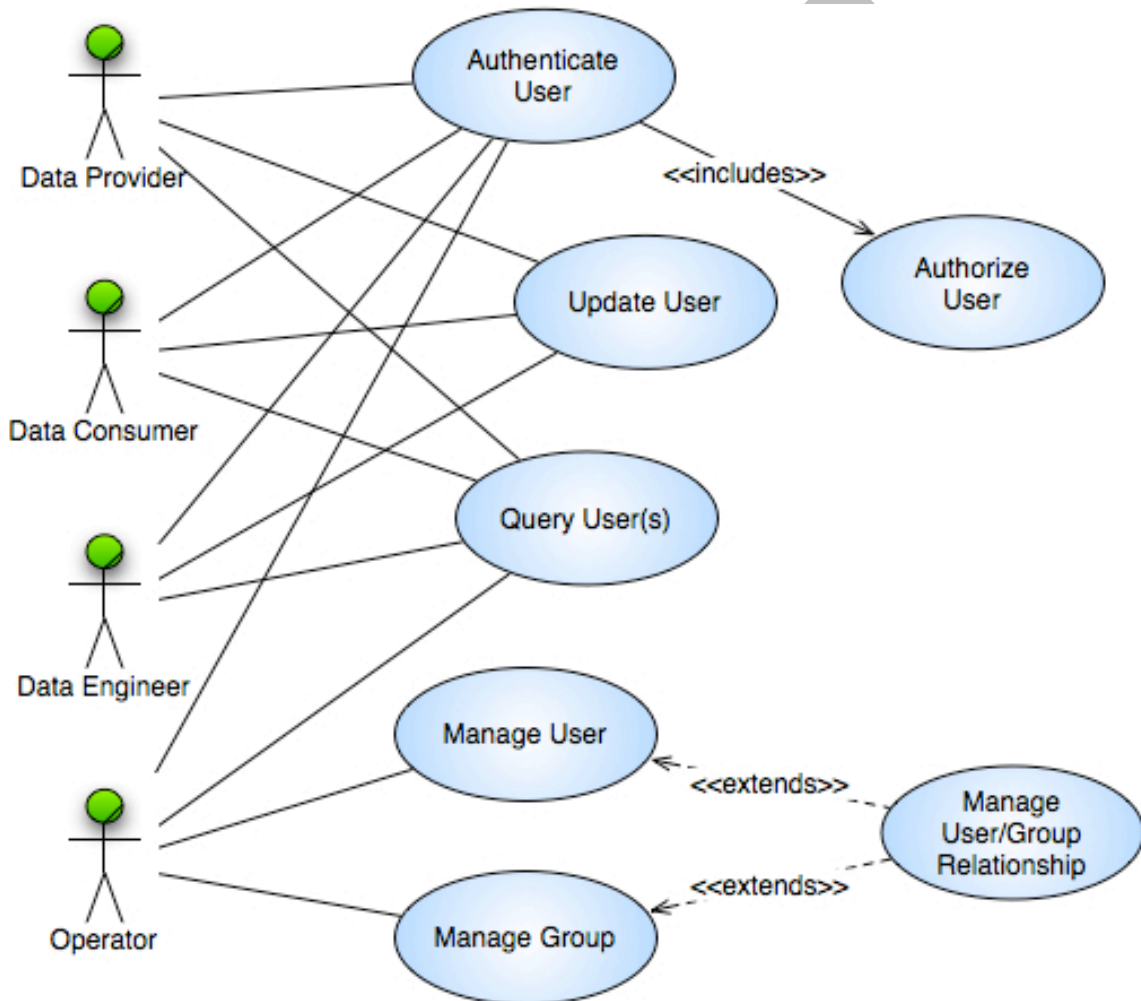 Authenticate
User
Data Provider
<<includes>>
Authorize
User
Update User
Data Consumer
Query User(s)
Data Engineer
Manage User
<<extends>>
Manage
User/Group
Relationship
<<extends>>
Manage Group
Operator